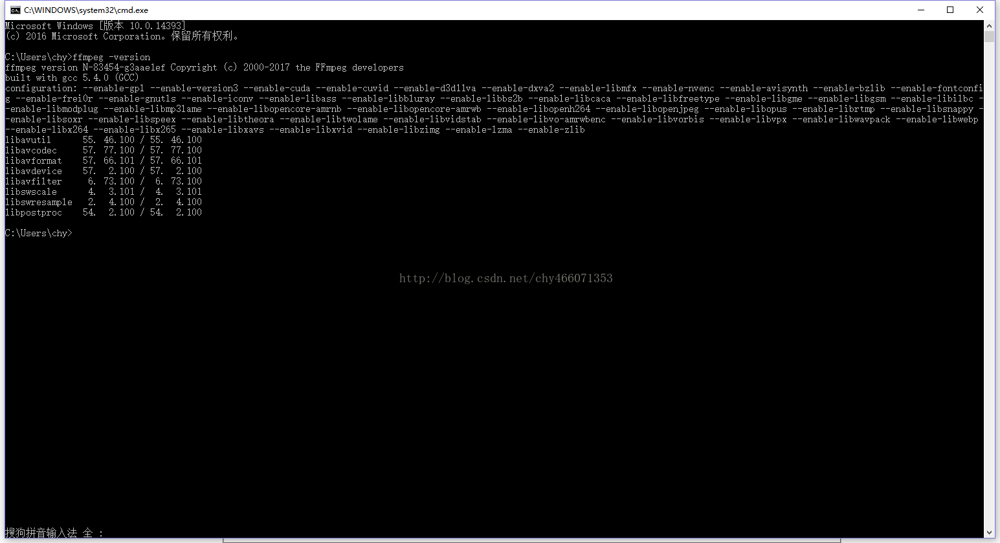 C:\WINDOWS\system32\cmd.exe
Microsoft Windows [版本 10.0.14393]
(c) 2016 Microsoft Corporation。保留所有权利。
C:\Users\chy>ffmpeg -version
ffmpeg version N-83454-g3aae1ef Copyright (c) 2000-2017 the FFmpeg developers
built with gcc 5.4.0 (GCC)
configuration: --enable-gpl --enable-version3 --enable-cuda --enable-cuvid --enable-d3d11va --enable-dxva2 --enable-libmfx --enable-nvenc --enable-avisynth --enable-bzlib --enable-fontconfi
g --enable-frei0r --enable-gnutls --enable-iconv --enable-libass --enable-libbluray --enable-libbs2b --enable-libcaca --enable-libfreetype --enable-libgme --enable-libgsm --enable-libilbc -
-enable-libmodplug --enable-libmp3lame --enable-libopencore-amrnb --enable-libopencore-amrwb --enable-libopenh264 --enable-libopenjpeg --enable-libopus --enable-librtmp --enable-libsnappy -
-enable-libsoxr --enable-libspeex --enable-libtheora --enable-libtwolame --enable-libvidstab --enable-libvo-amrwbenc --enable-libvorbis --enable-libvpx --enable-libwavpack --enable-libwebp
--enable-libx264 --enable-libx265 --enable-libxavs --enable-libxvid --enable-libzimg --enable-lzma --enable-zlib
libavutil      55. 46.100 / 55. 46.100
libavcodec     57. 77.100 / 57. 77.100
libavformat    57. 66.101 / 57. 66.101
libavdevice    57.  2.100 / 57.  2.100
libavfilter     6. 73.100 /  6. 73.100
libswscale      4.  3.101 /  4.  3.101
libswresample   2.  4.100 /  2.  4.100
libpostproc    54.  2.100 / 54.  2.100
C:\Users\chy>
http://blog.csdn.net/chy466071353
搜狗拼音输入法 全 :